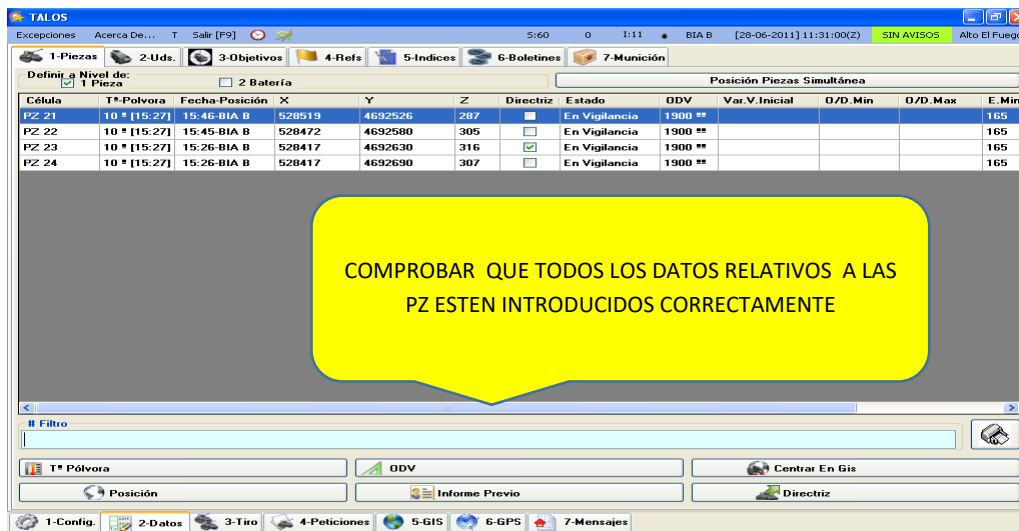 TALOS
Excepciones Acerca De... T Salir [F9] S:60 0 I:11 BIA B [28-06-2011] 11:31:00(Z) SIN AVISOS Alto El Fuego
1-Piezas 2-Uds. 3-Objetivos 4-Refs 5-Indices 6-Boletines 7-Munición
Definir a Nivel de:
1 Pieza 2 Batería Posición Piezas Simultánea
Célula Tª-Polvora Fecha-Posición X Y Z Directriz Estado ODV Var.V.Inicial O/D.Min O/D.Max E.Min
PZ 21 10 º [15:27] 15:46-BIA B 528519 4692526 287 En Vigilancia 1900 ºº 165
PZ 22 10 º [15:27] 15:45-BIA B 528472 4692580 305 En Vigilancia 1900 ºº 165
PZ 23 10 º [15:27] 15:26-BIA B 528417 4692630 316 En Vigilancia 1900 ºº 165
PZ 24 10 º [15:27] 15:26-BIA B 528417 4692690 307 En Vigilancia 1900 ºº 165
COMPROBAR QUE TODOS LOS DATOS RELATIVOS A LAS
PZ ESTEN INTRODUCIDOS CORRECTAMENTE
# Filtro
Tª Pólvora ODV Centrar En Gis
Posición Informe Previo Directriz
1-Config. 2-Datos 3-Tiro 4-Peticiones 5-GIS 6-GPS 7-Mensajes